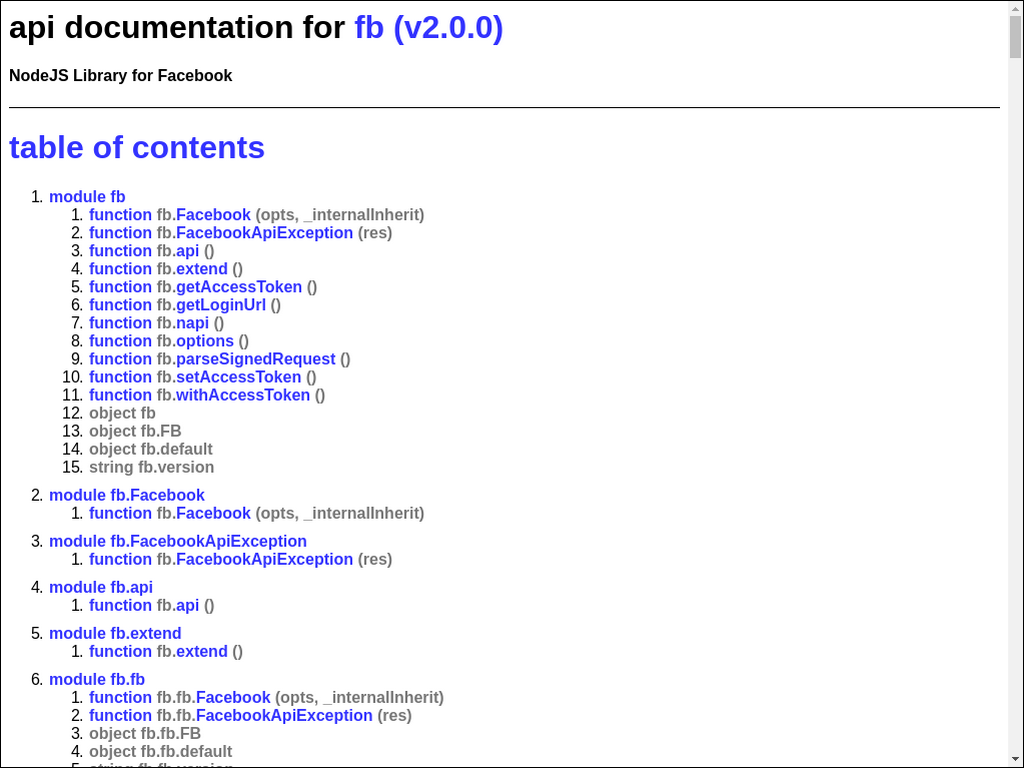 api documentation for fb (v2.0.0)
NodeJS Library for Facebook
table of contents
1. module fb
1. function fb.Facebook (opts, _internalInherit)
2. function fb.FacebookApiException (res)
3. function fb.api ()
4. function fb.extend ()
5. function fb.getAccessToken ()
6. function fb.getLoginUrl ()
7. function fb.napi ()
8. function fb.options ()
9. function fb.parseSignedRequest ()
10. function fb.setAccessToken ()
11. function fb.withAccessToken ()
12. object fb
13. object fb.FB
14. object fb.default
15. string fb.version
2. module fb.Facebook
1. function fb.Facebook (opts, _internalInherit)
3. module fb.FacebookApiException
1. function fb.FacebookApiException (res)
4. module fb.api
1. function fb.api ()
5. module fb.extend
1. function fb.extend ()
6. module fb.fb
1. function fb.fb.Facebook (opts, _internalInherit)
2. function fb.fb.FacebookApiException (res)
3. object fb.fb.FB
4. object fb.fb.default
5. string fb.fb.version